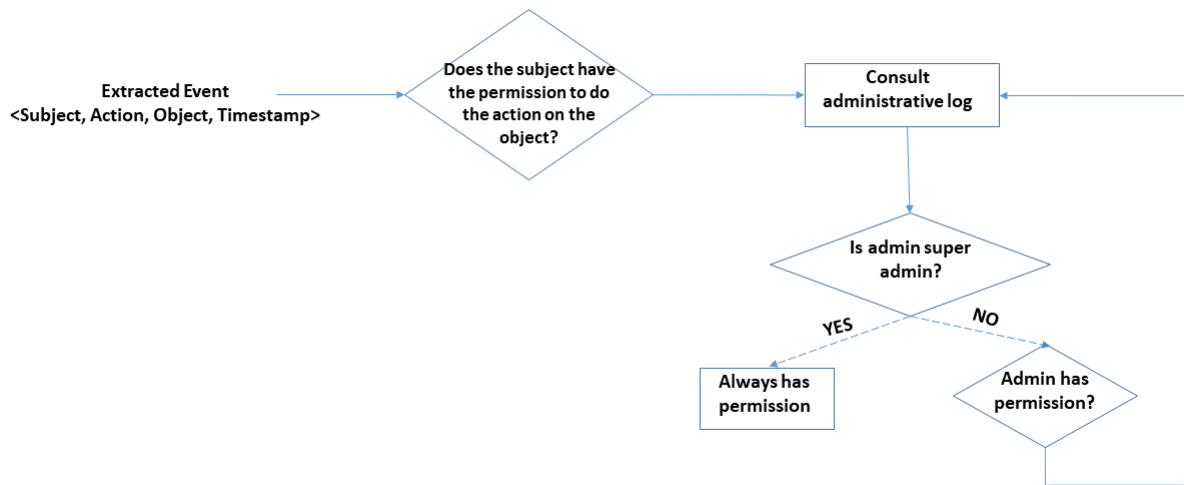 Extracted Event
<Subject, Action, Object, Timestamp>
Does the subject have
the permission to do
the action on the
object?
Consult
administrative log
Is admin super
admin?
YES
NO
Always has
permission
Admin has
permission?